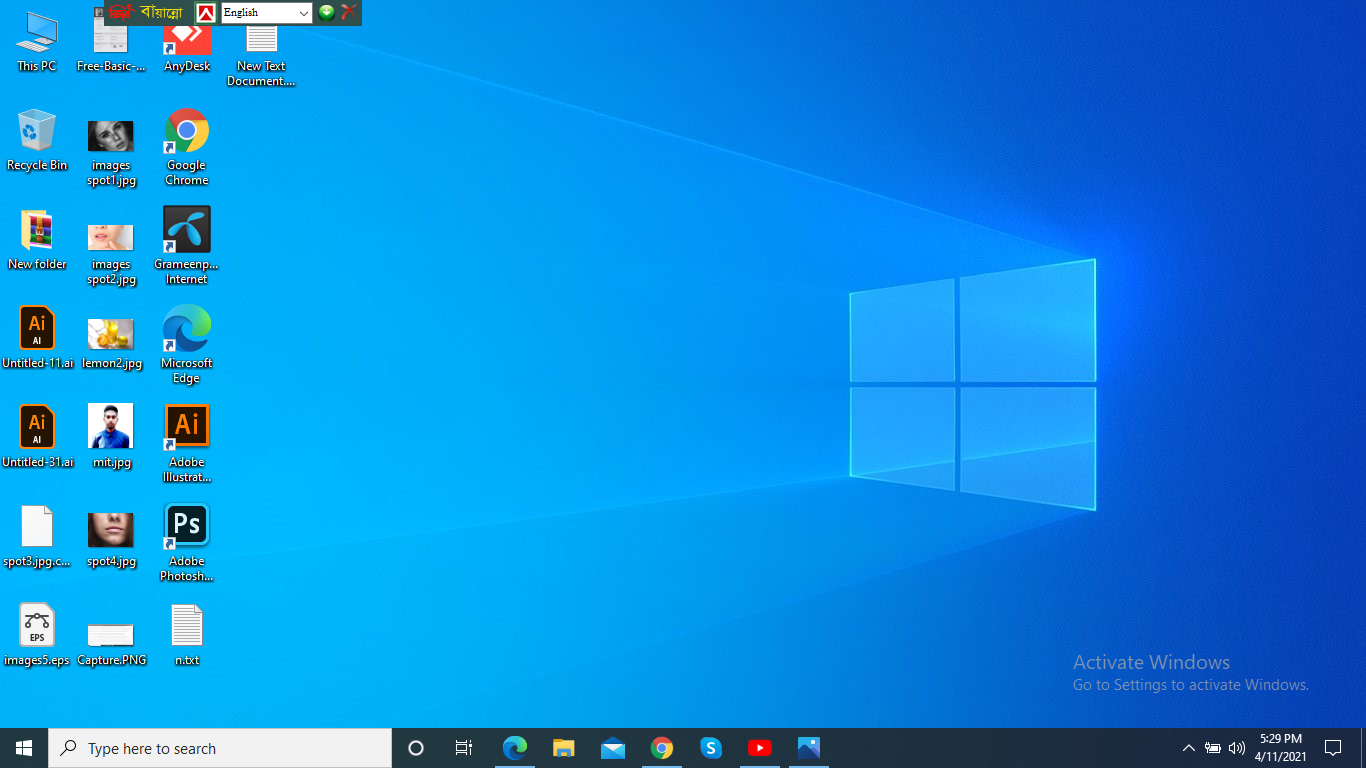 বায়ান্নো
English
This PC
Free-Basic-...
AnyDesk
New Text
Document....
Recycle Bin
images
spot1.jpg
Google
Chrome
New folder
images
spot2.jpg
Grameenp...
Internet
Ai
AI
Untitled-11.ai
lemon2.jpg
Microsoft
Edge
Ai
AI
Untitled-31.ai
mit.jpg
Ai
Adobe
Illustrat...
spot3.jpg.c...
spot4.jpg
Ps
Adobe
Photosh...
EPS
images5.eps
Capture.PNG
n.txt
Activate Windows
Go to Settings to activate Windows.
Type here to search
S
5:29 PM
4/11/2021